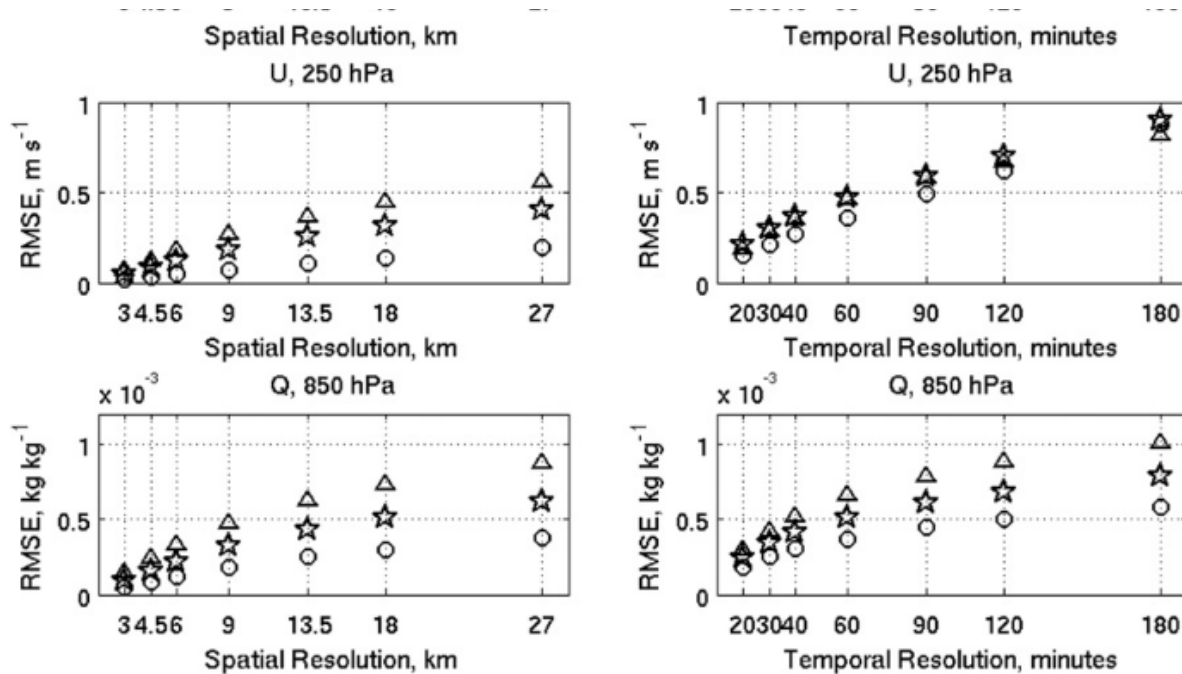 Spatial Resolution, km
U, 250 hPa
RMSE, m s⁻¹
1
0.5
0
3 4.5 6 9 13.5 18 27
Spatial Resolution, km
Temporal Resolution, minutes
U, 250 hPa
RMSE, m s⁻¹
1
0.5
0
20 30 40 60 90 120 180
Temporal Resolution, minutes
x 10⁻³
Q, 850 hPa
RMSE, kg kg⁻¹
1
0.5
0
3 4.5 6 9 13.5 18 27
Spatial Resolution, km
x 10⁻³
Q, 850 hPa
RMSE, kg kg⁻¹
1
0.5
0
20 30 40 60 90 120 180
Temporal Resolution, minutes